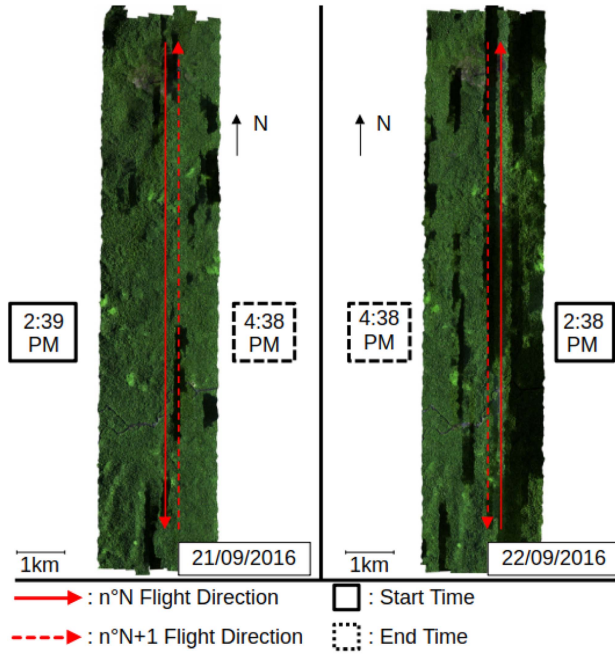 N
N
2:39
PM
4:38
PM
4:38
PM
2:38
PM
1km
21/09/2016
1km
22/09/2016
: n°N Flight Direction
: Start Time
: n°N+1 Flight Direction
: End Time